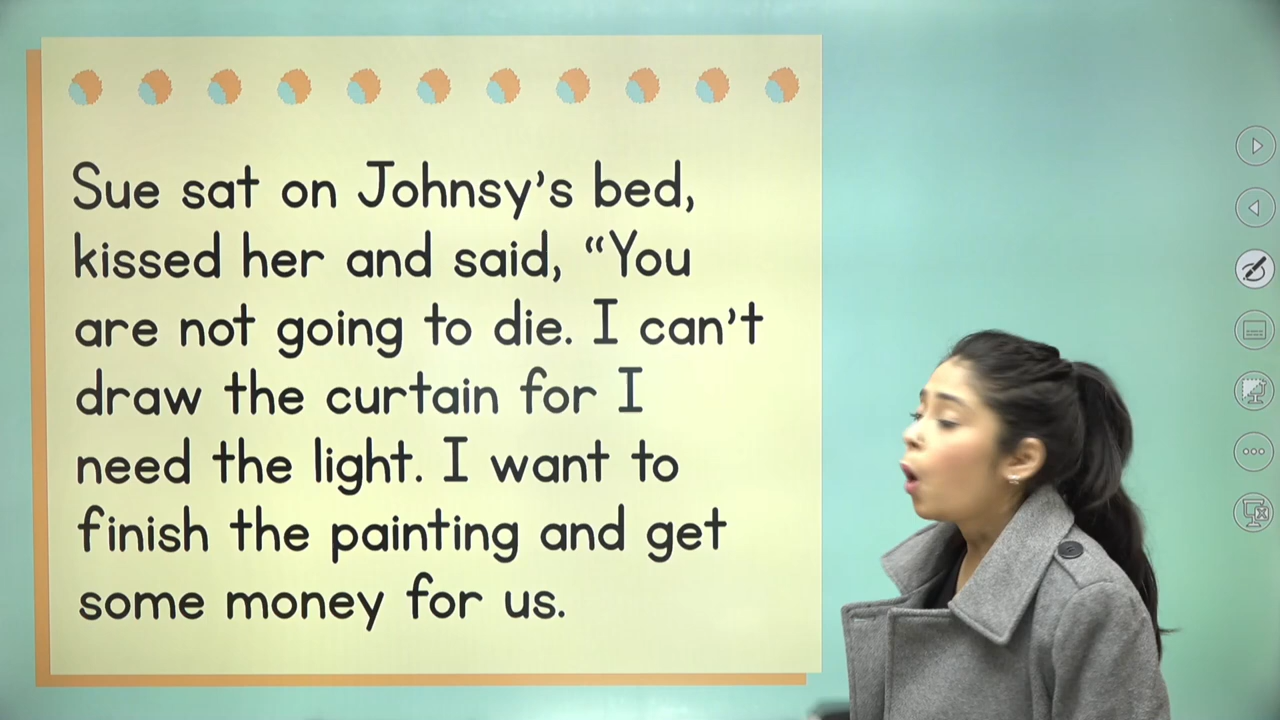 Sue sat on Johnsy's bed,
kissed her and said, “You
are not going to die. I can't
draw the curtain for I
need the light. I want to
finish the painting and get
some money for us.